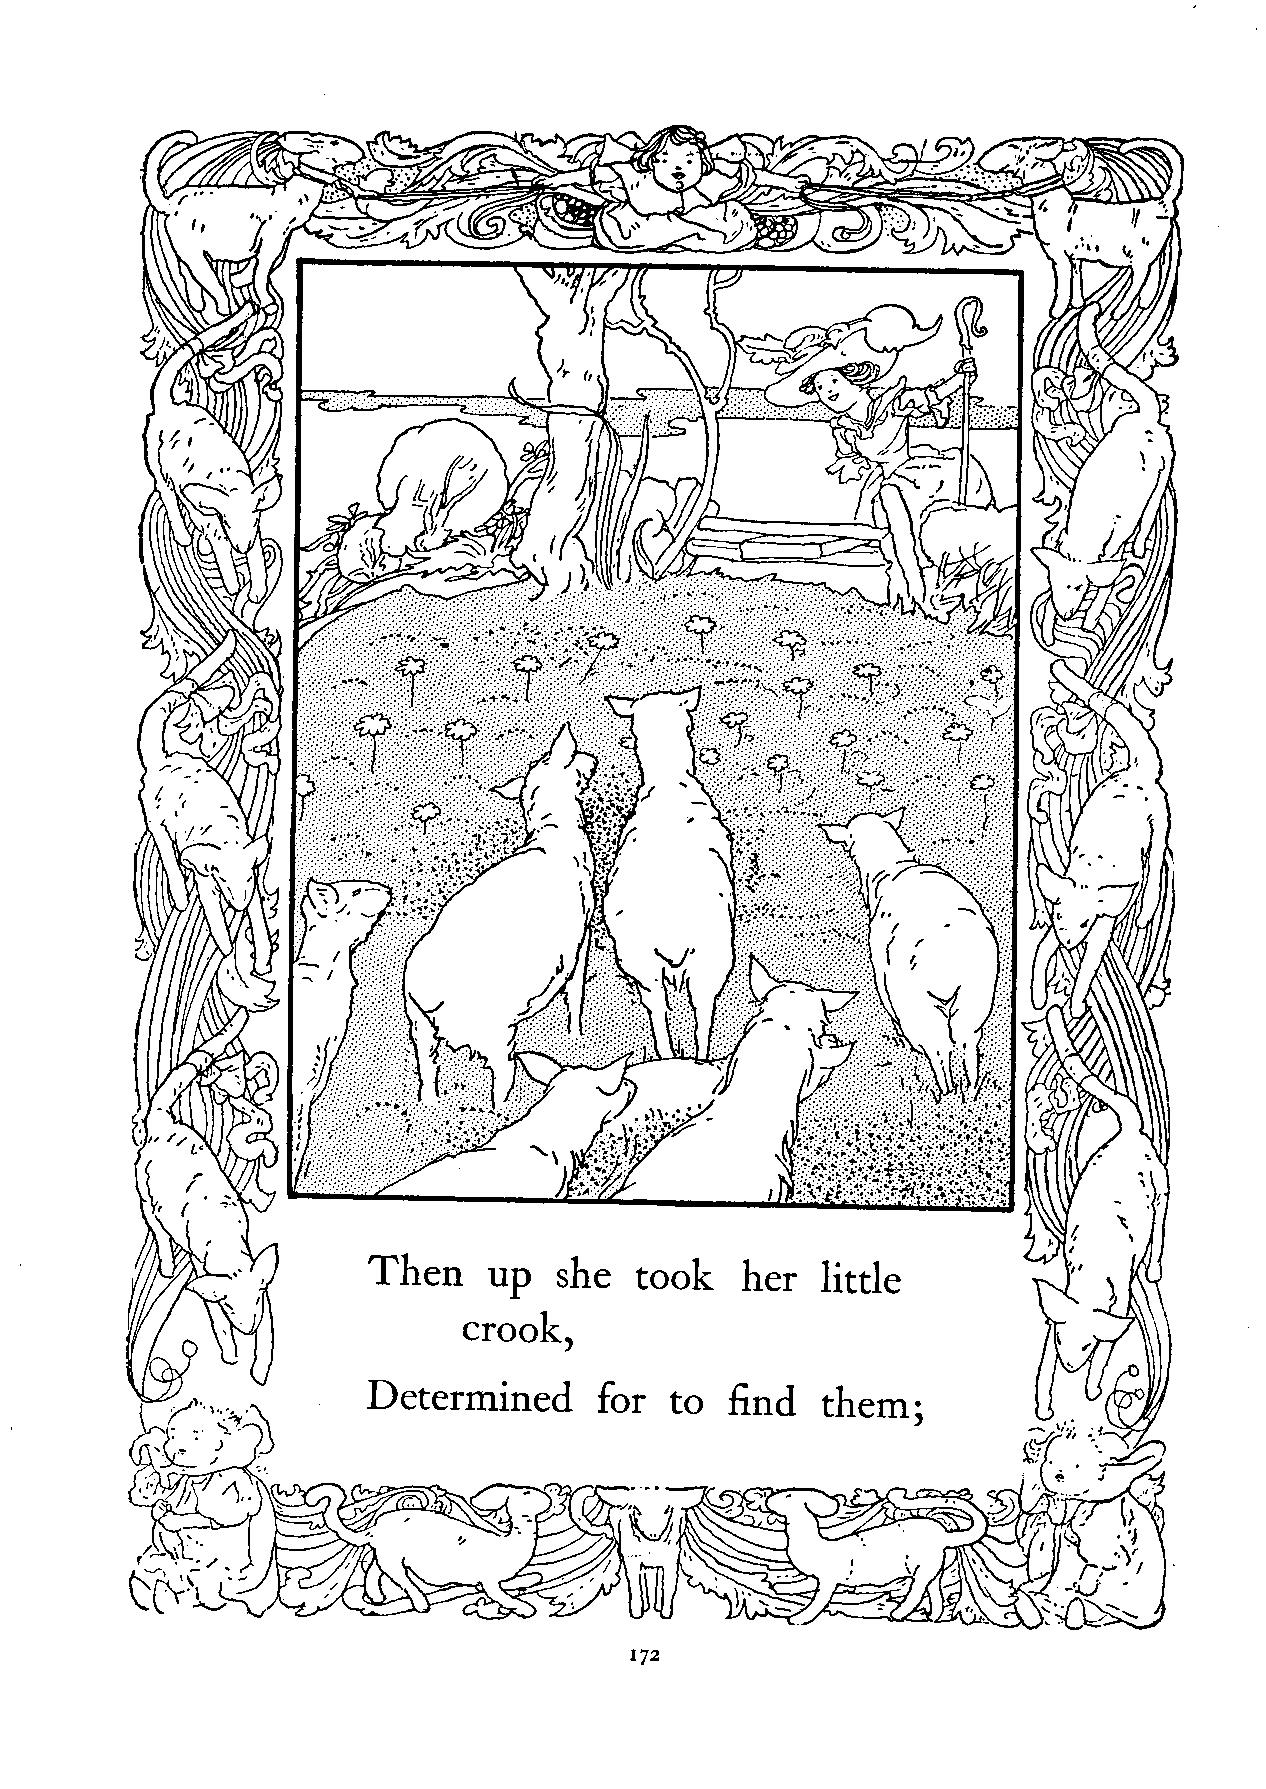 Then up she took her little
crook,
Determined for to find them;
172